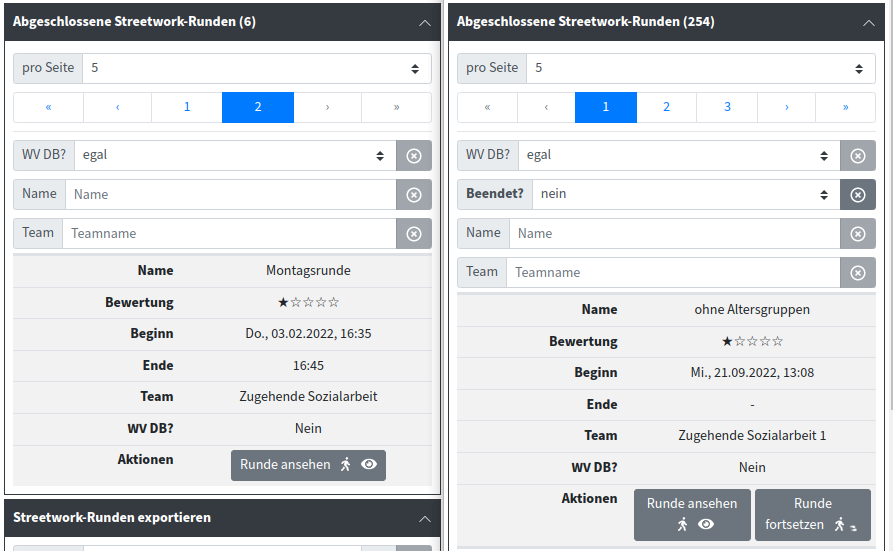 Abgeschlossene Streetwork-Runden (6)
pro Seite 5
« ‹ 1 2 › »
WV DB? egal
Name Name
Team Teamname
Name Montagsrunde
Bewertung ★☆☆☆☆
Beginn Do., 03.02.2022, 16:35
Ende 16:45
Team Zugehende Sozialarbeit
WV DB? Nein
Aktionen Runde ansehen
Streetwork-Runden exportieren
Abgeschlossene Streetwork-Runden (254)
pro Seite 5
« ‹ 1 2 3 › »
WV DB? egal
Beendet? nein
Name Name
Team Teamname
Name ohne Altersgruppen
Bewertung ★☆☆☆☆
Beginn Mi., 21.09.2022, 13:08
Ende -
Team Zugehende Sozialarbeit 1
WV DB? Nein
Aktionen Runde ansehen Runde
fortsetzen